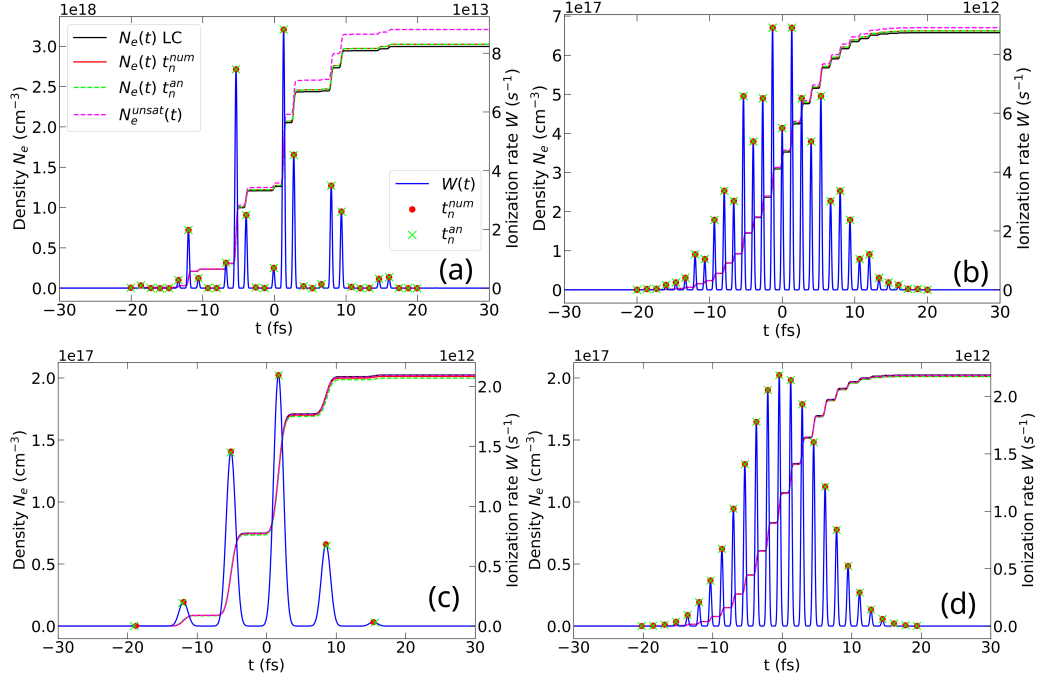 1e18 1e13
3.0
2.5
2.0
1.5
1.0
0.5
0.0
Density N_e (cm⁻³)
N_e(t) LC
N_e(t) t_n^num
N_e(t) t_n^an
N_e^unsat(t)
W(t)
t_n^num
t_n^an
(a)
8
6
4
2
0
Ionization rate W (s⁻¹)
−30 −20 −10 0 10 20 30
t (fs)
1e17 1e12
7
6
5
4
3
2
1
0
Density N_e (cm⁻³)
(b)
8
6
4
2
0
Ionization rate W (s⁻¹)
−30 −20 −10 0 10 20 30
t (fs)
1e17 1e12
2.0
1.5
1.0
0.5
0.0
Density N_e (cm⁻³)
(c)
2.0
1.5
1.0
0.5
0.0
Ionization rate W (s⁻¹)
−30 −20 −10 0 10 20 30
t (fs)
1e17 1e12
2.0
1.5
1.0
0.5
0.0
Density N_e (cm⁻³)
(d)
2.0
1.5
1.0
0.5
0.0
Ionization rate W (s⁻¹)
−30 −20 −10 0 10 20 30
t (fs)